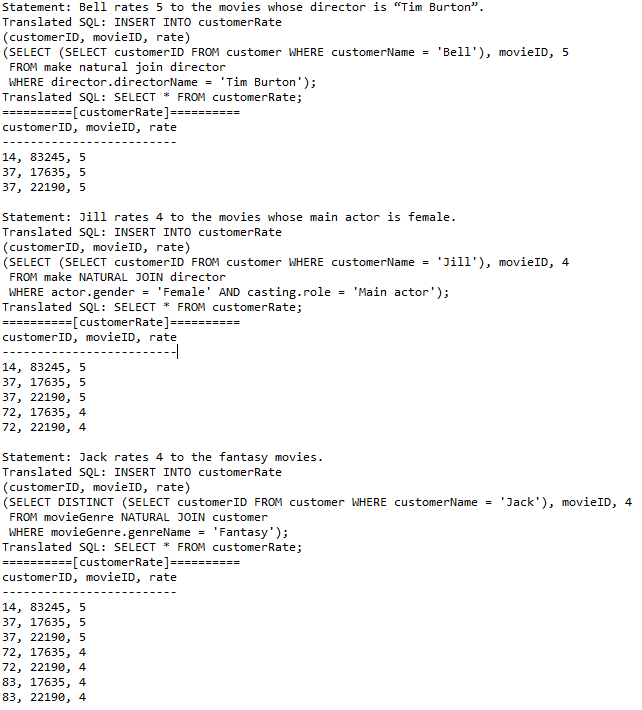 Statement: Bell rates 5 to the movies whose director is “Tim Burton”.
Translated SQL: INSERT INTO customerRate
(customerID, movieID, rate)
(SELECT (SELECT customerID FROM customer WHERE customerName = 'Bell'), movieID, 5
 FROM make natural join director
 WHERE director.directorName = 'Tim Burton');
Translated SQL: SELECT * FROM customerRate;
==========[customerRate]==========
customerID, movieID, rate
-------------------------
14, 83245, 5
37, 17635, 5
37, 22190, 5

Statement: Jill rates 4 to the movies whose main actor is female.
Translated SQL: INSERT INTO customerRate
(customerID, movieID, rate)
(SELECT (SELECT customerID FROM customer WHERE customerName = 'Jill'), movieID, 4
 FROM make NATURAL JOIN director
 WHERE actor.gender = 'Female' AND casting.role = 'Main actor');
Translated SQL: SELECT * FROM customerRate;
==========[customerRate]==========
customerID, movieID, rate
-------------------------
14, 83245, 5
37, 17635, 5
37, 22190, 5
72, 17635, 4
72, 22190, 4

Statement: Jack rates 4 to the fantasy movies.
Translated SQL: INSERT INTO customerRate
(customerID, movieID, rate)
(SELECT DISTINCT (SELECT customerID FROM customer WHERE customerName = 'Jack'), movieID, 4
 FROM movieGenre NATURAL JOIN customer
 WHERE movieGenre.genreName = 'Fantasy');
Translated SQL: SELECT * FROM customerRate;
==========[customerRate]==========
customerID, movieID, rate
-------------------------
14, 83245, 5
37, 17635, 5
37, 22190, 5
72, 17635, 4
72, 22190, 4
83, 17635, 4
83, 22190, 4